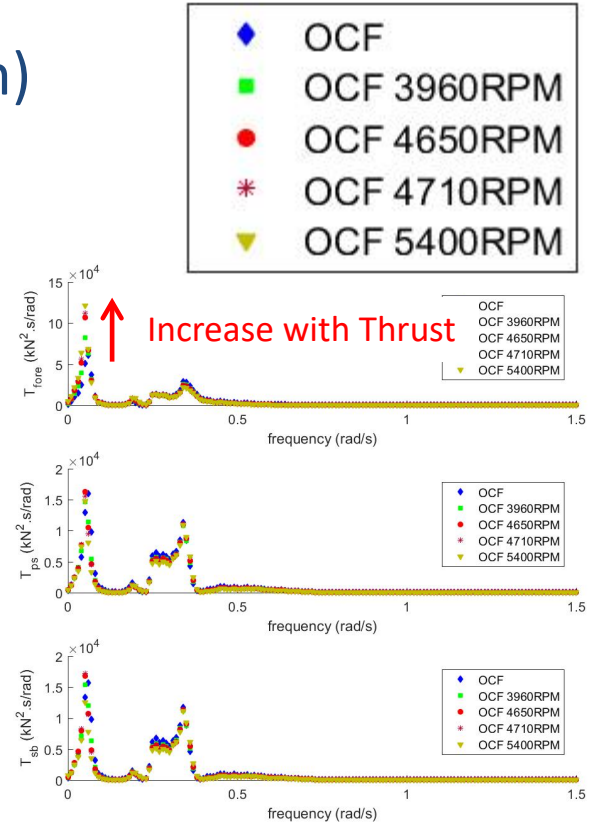 n)
OCF
OCF 3960RPM
OCF 4650RPM
OCF 4710RPM
OCF 5400RPM
×10⁴
15
10
5
0
T_fore (kN².s/rad)
Increase with Thrust
OCF
OCF 3960RPM
OCF 4650RPM
OCF 4710RPM
OCF 5400RPM
0 0.5 1 1.5
frequency (rad/s)
×10⁴
2
1.5
1
0.5
0
T_ps (kN².s/rad)
OCF
OCF 3960RPM
OCF 4650RPM
OCF 4710RPM
OCF 5400RPM
0 0.5 1 1.5
frequency (rad/s)
×10⁴
2
1.5
1
0.5
0
T_sb (kN².s/rad)
OCF
OCF 3960RPM
OCF 4650RPM
OCF 4710RPM
OCF 5400RPM
0 0.5 1 1.5
frequency (rad/s)